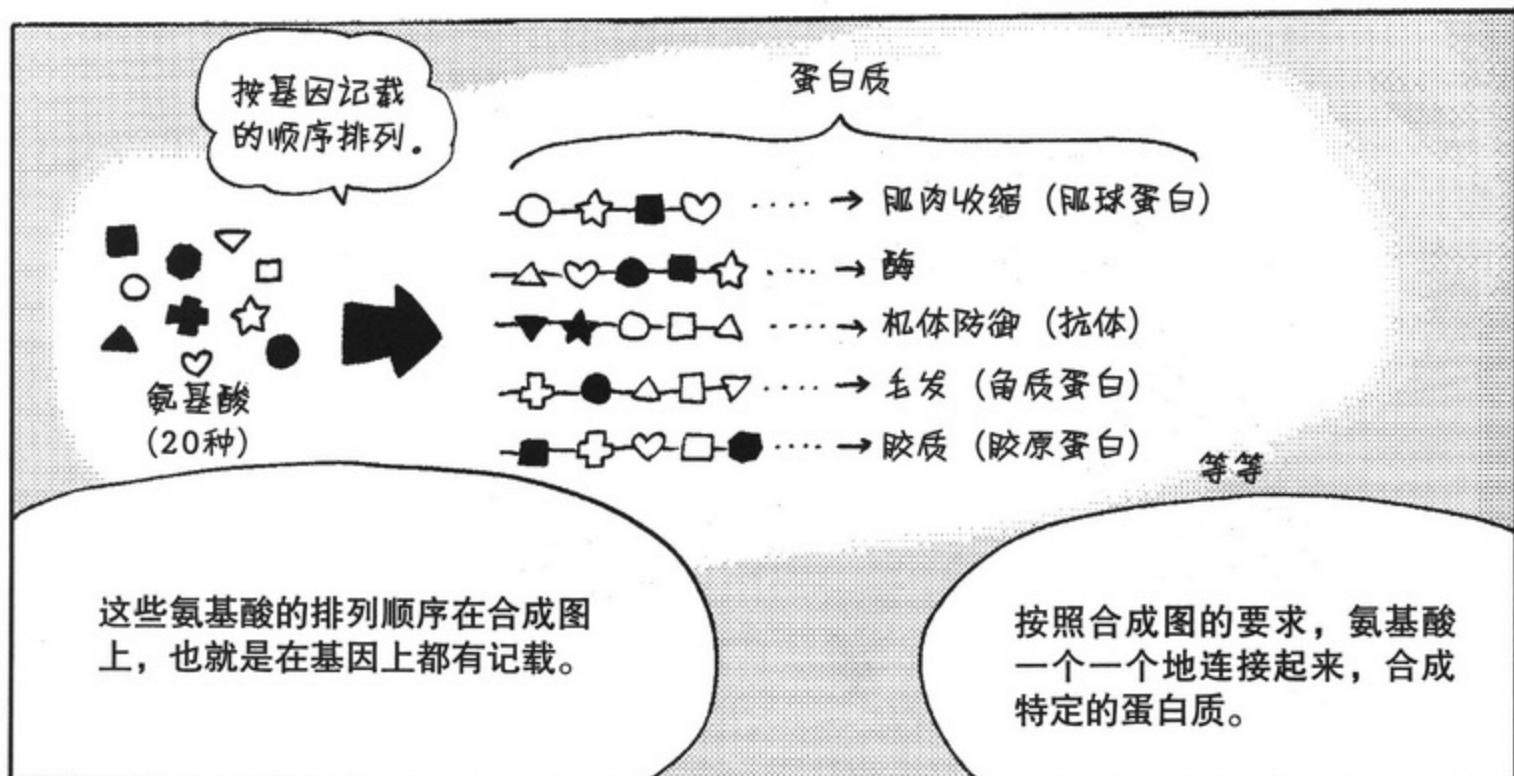 按基因记载
的顺序排列。
蛋白质
肌肉收缩（肌球蛋白）
酶
机体防御（抗体）
毛发（角质蛋白）
胶质（胶原蛋白）
等等
氨基酸
（20种）
这些氨基酸的排列顺序在合成图
上，也就是在基因上都有记载。
按照合成图的要求，氨基酸
一个一个地连接起来，合成
特定的蛋白质。